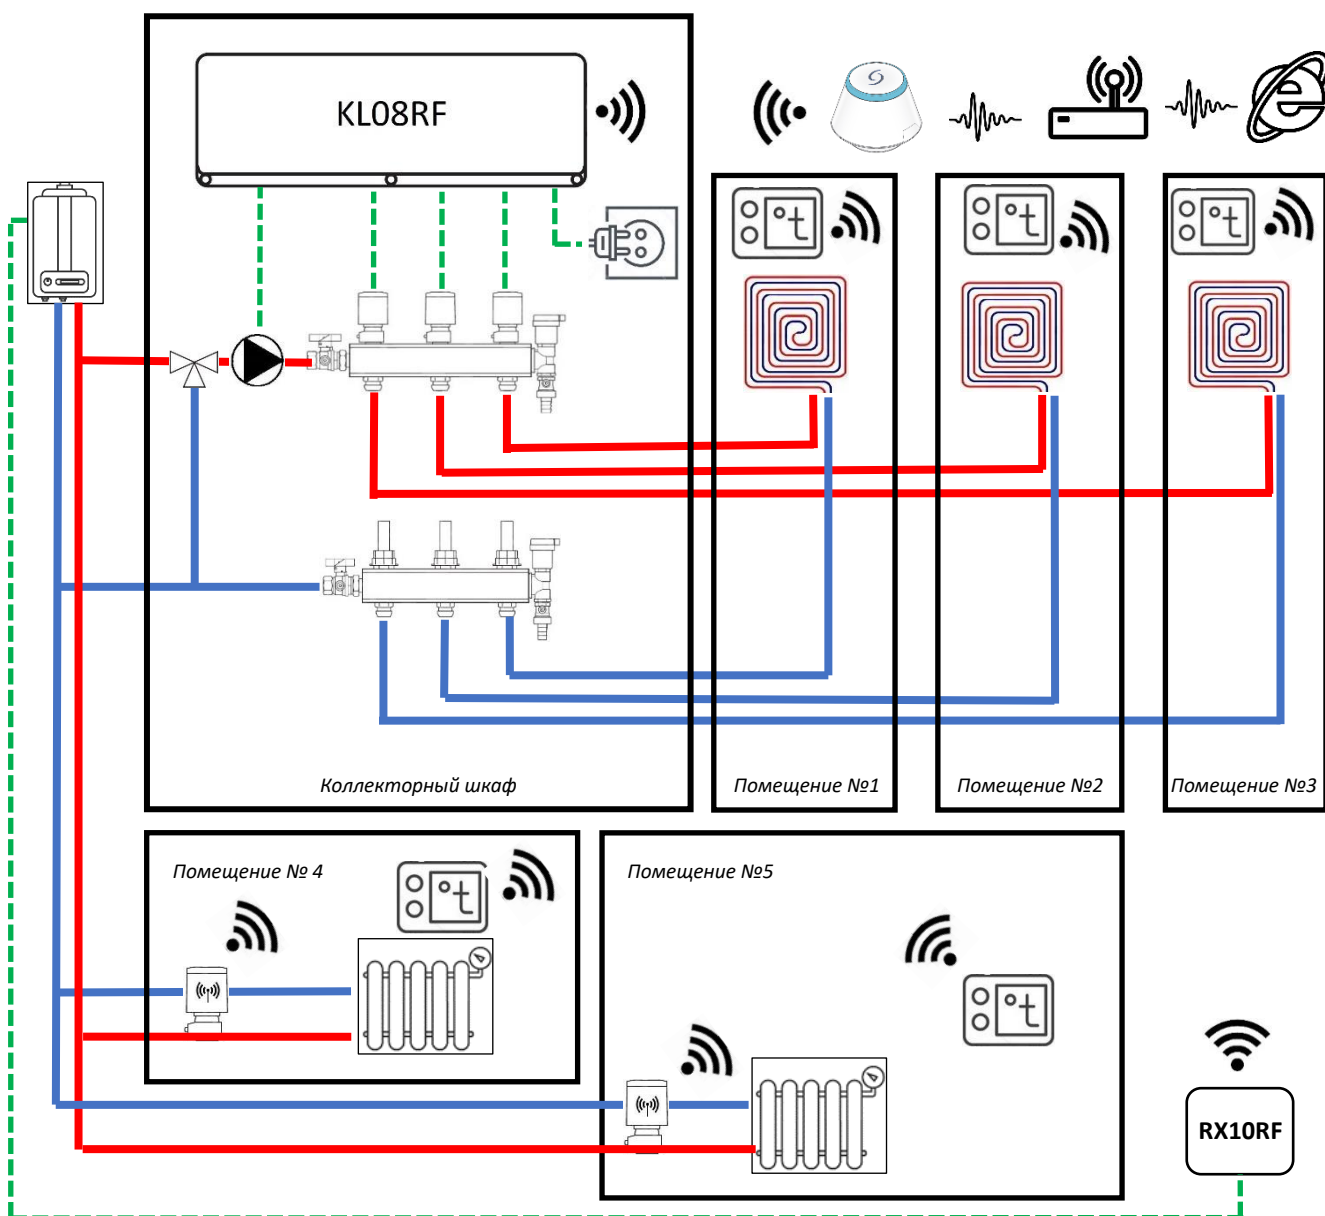 KL08RF
°t
°t
°t
Коллекторный шкаф
Помещение №1
Помещение №2
Помещение №3
Помещение № 4
°t
Помещение №5
°t
RX10RF